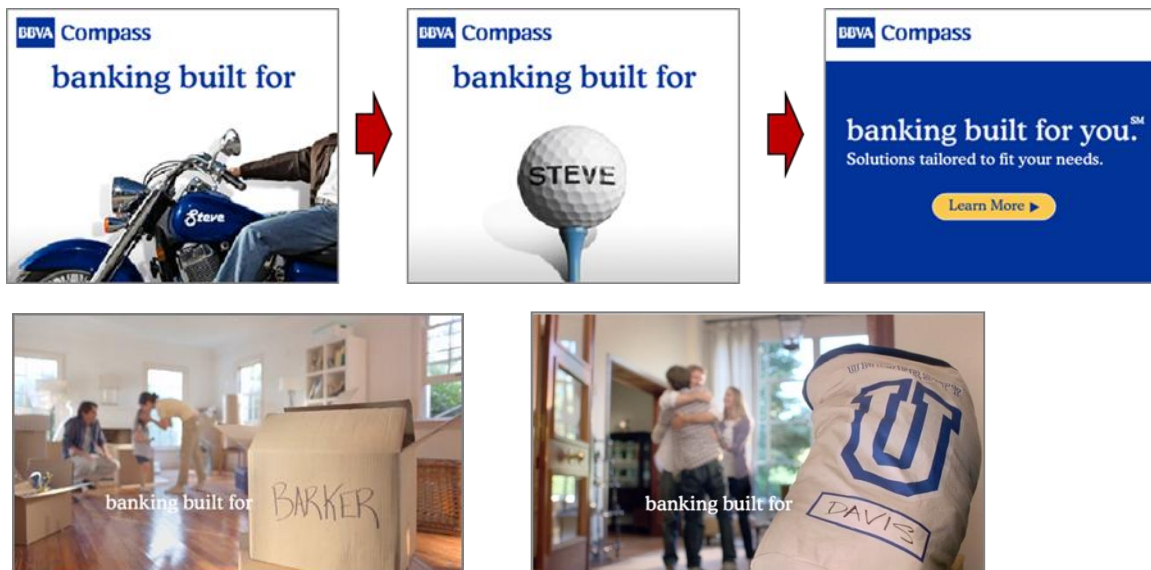 BBVA Compass
banking built for
Steve
BBVA Compass
banking built for
STEVE
BBVA Compass
banking built for you.℠
Solutions tailored to fit your needs.
Learn More ▶
banking built for
BARKER
banking built for
U
DAVIS